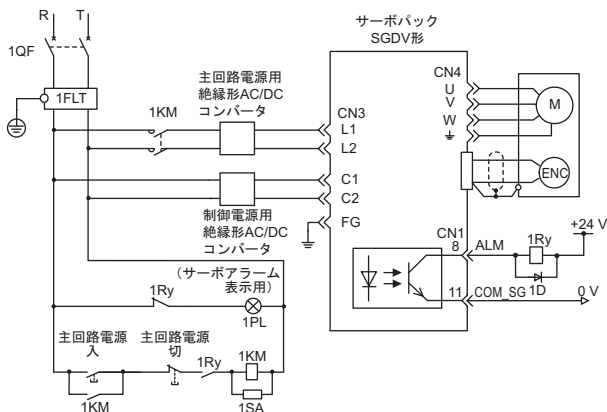 R T
1QF
1FLT
主回路電源用
絶縁形AC/DC
コンバータ
1KM
サーボパック
SGDV形
CN4
U
V
W
M
ENC
CN3
L1
L2
C1
C2
FG
制御電源用
絶縁形AC/DC
コンバータ
CN1
8 ALM
1Ry
+24 V
1D
11 COM_SG
0 V
(サーボアラーム
表示用)
1Ry
1PL
主回路電源
入
主回路電源
切
1Ry
1KM
1KM
1SA